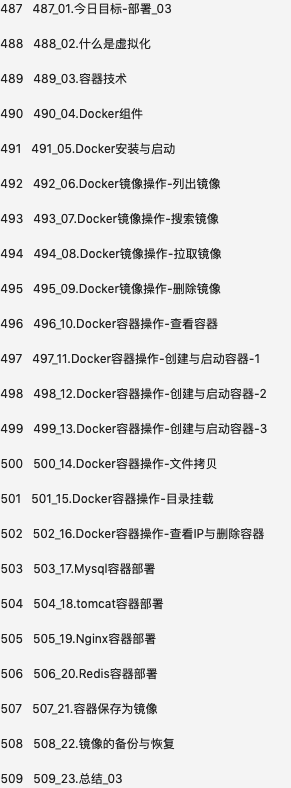 487 487_01.今日目标-部署_03
488 488_02.什么是虚拟化
489 489_03.容器技术
490 490_04.Docker组件
491 491_05.Docker安装与启动
492 492_06.Docker镜像操作-列出镜像
493 493_07.Docker镜像操作-搜索镜像
494 494_08.Docker镜像操作-拉取镜像
495 495_09.Docker镜像操作-删除镜像
496 496_10.Docker容器操作-查看容器
497 497_11.Docker容器操作-创建与启动容器-1
498 498_12.Docker容器操作-创建与启动容器-2
499 499_13.Docker容器操作-创建与启动容器-3
500 500_14.Docker容器操作-文件拷贝
501 501_15.Docker容器操作-目录挂载
502 502_16.Docker容器操作-查看IP与删除容器
503 503_17.Mysql容器部署
504 504_18.tomcat容器部署
505 505_19.Nginx容器部署
506 506_20.Redis容器部署
507 507_21.容器保存为镜像
508 508_22.镜像的备份与恢复
509 509_23.总结_03